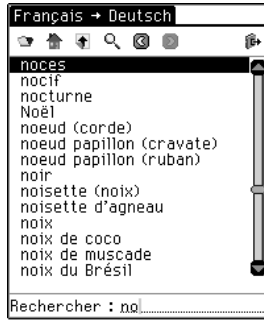 Français → Deutsch
noces
nocif
nocturne
Noël
noeud (corde)
noeud papillon (cravate)
noeud papillon (ruban)
noir
noisette (noix)
noisette d'agneau
noix
noix de coco
noix de muscade
noix du Brésil
Rechercher : no